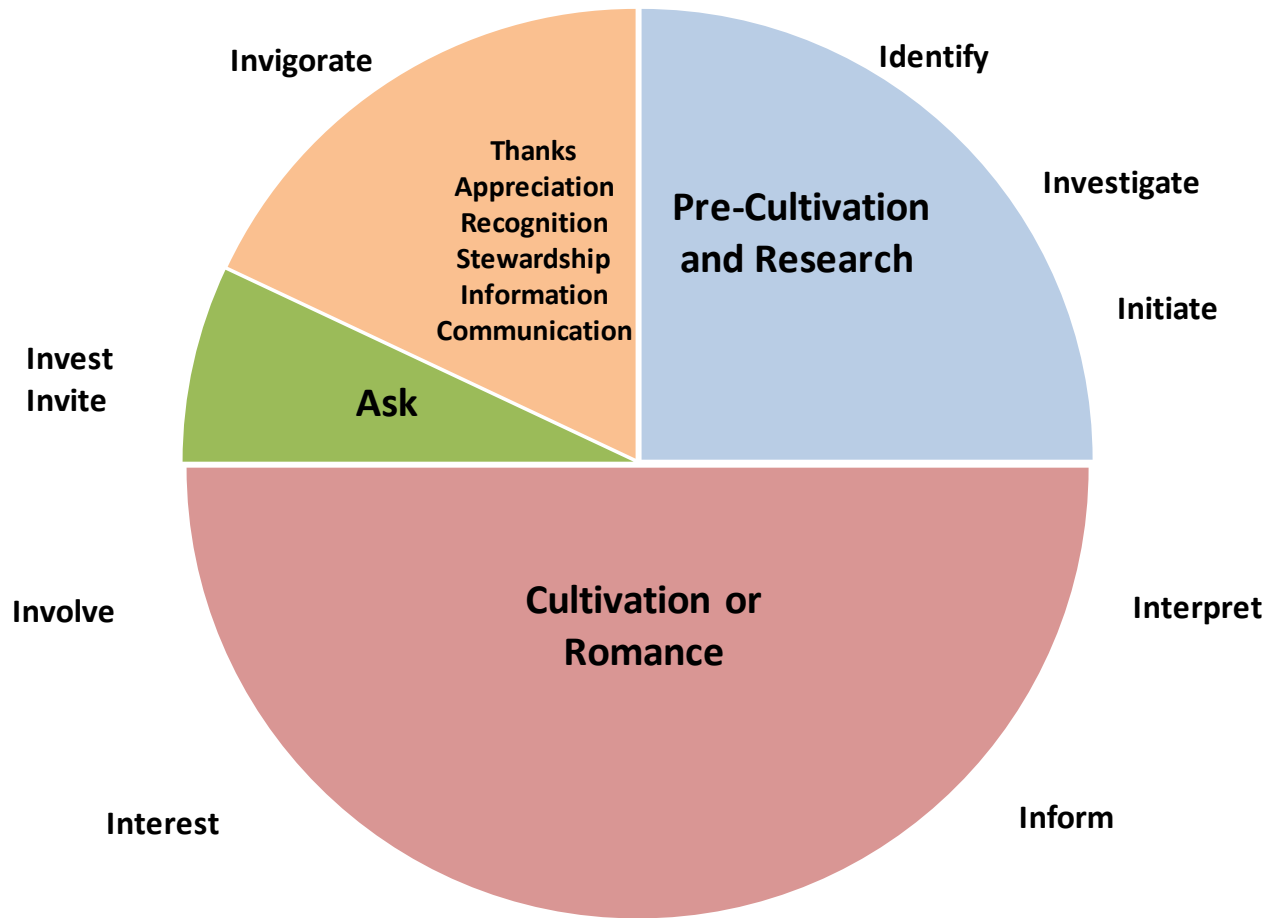 Invigorate
Identify
Thanks
Appreciation
Recognition
Stewardship
Information
Communication
Pre-Cultivation
and Research
Investigate
Initiate
Invest
Invite
Ask
Involve
Cultivation or
Romance
Interpret
Interest
Inform